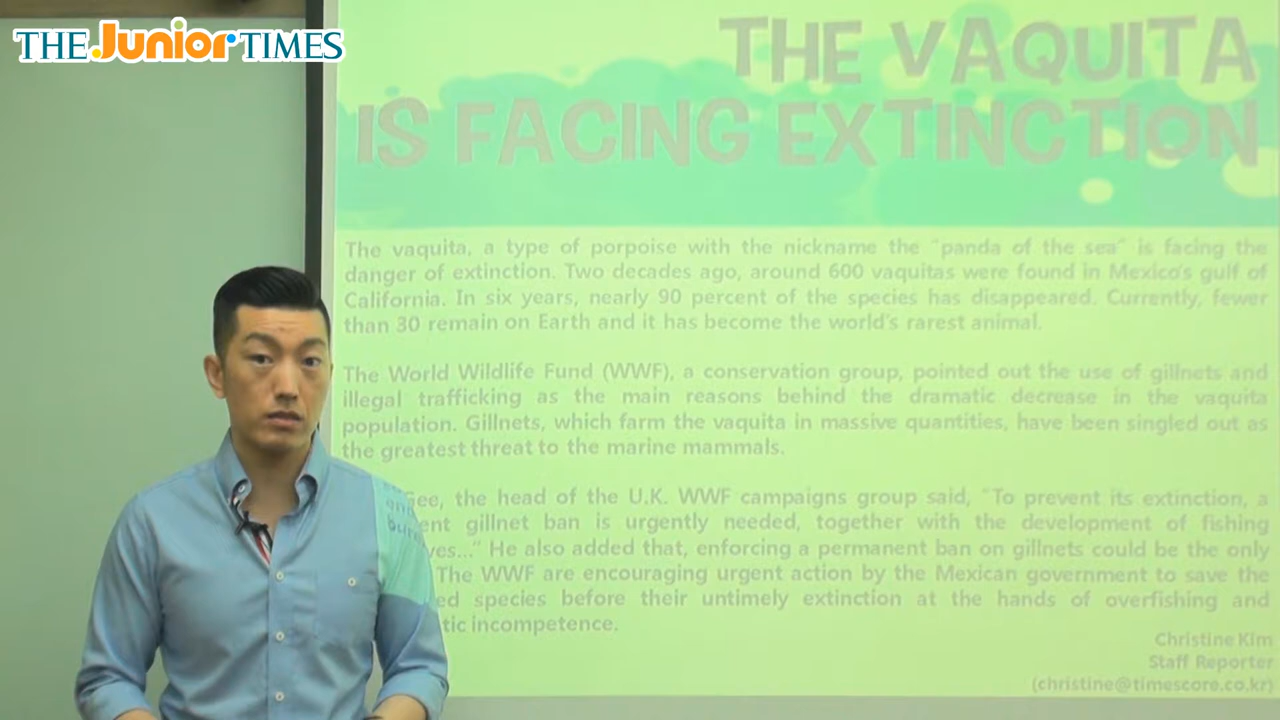 THE Junior TIMES
THE VAQUITA
IS FACING EXTINCTION
The vaquita, a type of porpoise with the nickname the "panda of the sea" is facing the
danger of extinction. Two decades ago, around 600 vaquitas were found in Mexico's gulf of
California. In six years, nearly 90 percent of the species has disappeared. Currently, fewer
than 30 remain on Earth and it has become the world's rarest animal.
The World Wildlife Fund (WWF), a conservation group, pointed out the use of gillnets and
illegal trafficking as the main reasons behind the dramatic decrease in the vaquita
population. Gillnets, which farm the vaquita in massive quantities, have been singled out as
the greatest threat to the marine mammals.
the head of the U.K. WWF campaigns group said, "To prevent its extinction, a
gillnet ban is urgently needed, together with the development of fishing
He also added that, enforcing a permanent ban on gillnets could be the only
The WWF are encouraging urgent action by the Mexican government to save the
species before their untimely extinction at the hands of overfishing and
incompetence.
Christine Kim
Staff Reporter
(christine@timescore.co.kr)